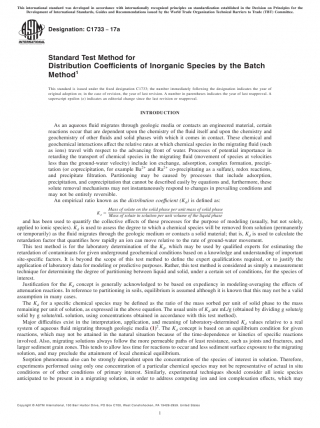 This international standard was developed in accordance with internationally recognized principles on standardization established in the Decision on Principles for the
Development of International Standards, Guides and Recommendations issued by the World Trade Organization Technical Barriers to Trade (TBT) Committee.
Designation: C1733 − 17a
INTERNATIONAL
Standard Test Method for
Distribution Coefficients of Inorganic Species by the Batch
Method1
This standard is issued under the fixed designation C1733; the number immediately following the designation indicates the year of
original adoption or, in the case of revision, the year of last revision. A number in parentheses indicates the year of last reapproval. A
superscript epsilon (ε) indicates an editorial change since the last revision or reapproval.
INTRODUCTION
As an aqueous fluid migrates through geologic media or contacts an engineered material, certain
reactions occur that are dependent upon the chemistry of the fluid itself and upon the chemistry and
geochemistry of other fluids and solid phases with which it comes in contact. These chemical and
geochemical interactions affect the relative rates at which chemical species in the migrating fluid (such
as ions) travel with respect to the advancing front of water. Processes of potential importance in
retarding the transport of chemical species in the migrating fluid (movement of species at velocities
less than the ground-water velocity) include ion exchange, adsorption, complex formation, precipi-
tation (or coprecipitation, for example Ba2+ and Ra2+ co-precipitating as a sulfate), redox reactions,
and precipitate filtration. Partitioning may be caused by processes that include adsorption,
precipitation, and coprecipitation that cannot be described easily by equations and, furthermore, these
solute removal mechanisms may not instantaneously respond to changes in prevailing conditions and
may not be entirely reversible.
An empirical ratio known as the distribution coefficient (Kd) is defined as:
Kd = Mass of solute on the solid phase per unit mass of solid phase
Mass of solute in solution per unit volume of the liquid phase
and has been used to quantify the collective effects of these processes for the purpose of modeling (usually, but not solely,
applied to ionic species). Kd is used to assess the degree to which a chemical species will be removed from solution (permanently
or temporarily) as the fluid migrates through the geologic medium or contacts a solid material; that is, Kd is used to calculate the
retardation factor that quantifies how rapidly an ion can move relative to the rate of ground-water movement.
This test method is for the laboratory determination of the Kd, which may be used by qualified experts for estimating the
retardation of contaminants for given underground geochemical conditions based on a knowledge and understanding of important
site-specific factors. It is beyond the scope of this test method to define the expert qualifications required, or to justify the
application of laboratory data for modeling or predictive purposes. Rather, this test method is considered as simply a measurement
technique for determining the degree of partitioning between liquid and solid, under a certain set of conditions, for the species of
interest.
Justification for the Kd concept is generally acknowledged to be based on expediency in modeling-averaging the effects of
attenuation reactions. In reference to partitioning in soils, equilibrium is assumed although it is known that this may not be a valid
assumption in many cases.
The Kd for a specific chemical species may be defined as the ratio of the mass sorbed per unit of solid phase to the mass
remaining per unit of solution, as expressed in the above equation. The usual units of Kd are mL/g (obtained by dividing g solute/g
solid by g solute/mL solution, using concentrations obtained in accordance with this test method).
Major difficulties exist in the interpretation, application, and meaning of laboratory-determined Kd values relative to a real
system of aqueous fluid migrating through geologic media (1)2. The Kd concept is based on an equilibrium condition for given
reactions, which may not be attained in the natural situation because of the time-dependence or kinetics of specific reactions
involved. Also, migrating solutions always follow the more permeable paths of least resistance, such as joints and fractures, and
larger sediment grain zones. This tends to allow less time for reactions to occur and less sediment surface exposure to the migrating
solution, and may preclude the attainment of local chemical equilibrium.
Sorption phenomena also can be strongly dependent upon the concentration of the species of interest in solution. Therefore,
experiments performed using only one concentration of a particular chemical species may not be representative of actual in situ
conditions or of other conditions of primary interest. Similarly, experimental techniques should consider all ionic species
anticipated to be present in a migrating solution, in order to address competing ion and ion complexation effects, which may
Copyright © ASTM International, 100 Barr Harbor Drive, PO Box C700, West Conshohocken, PA 19428-2959. United States
1